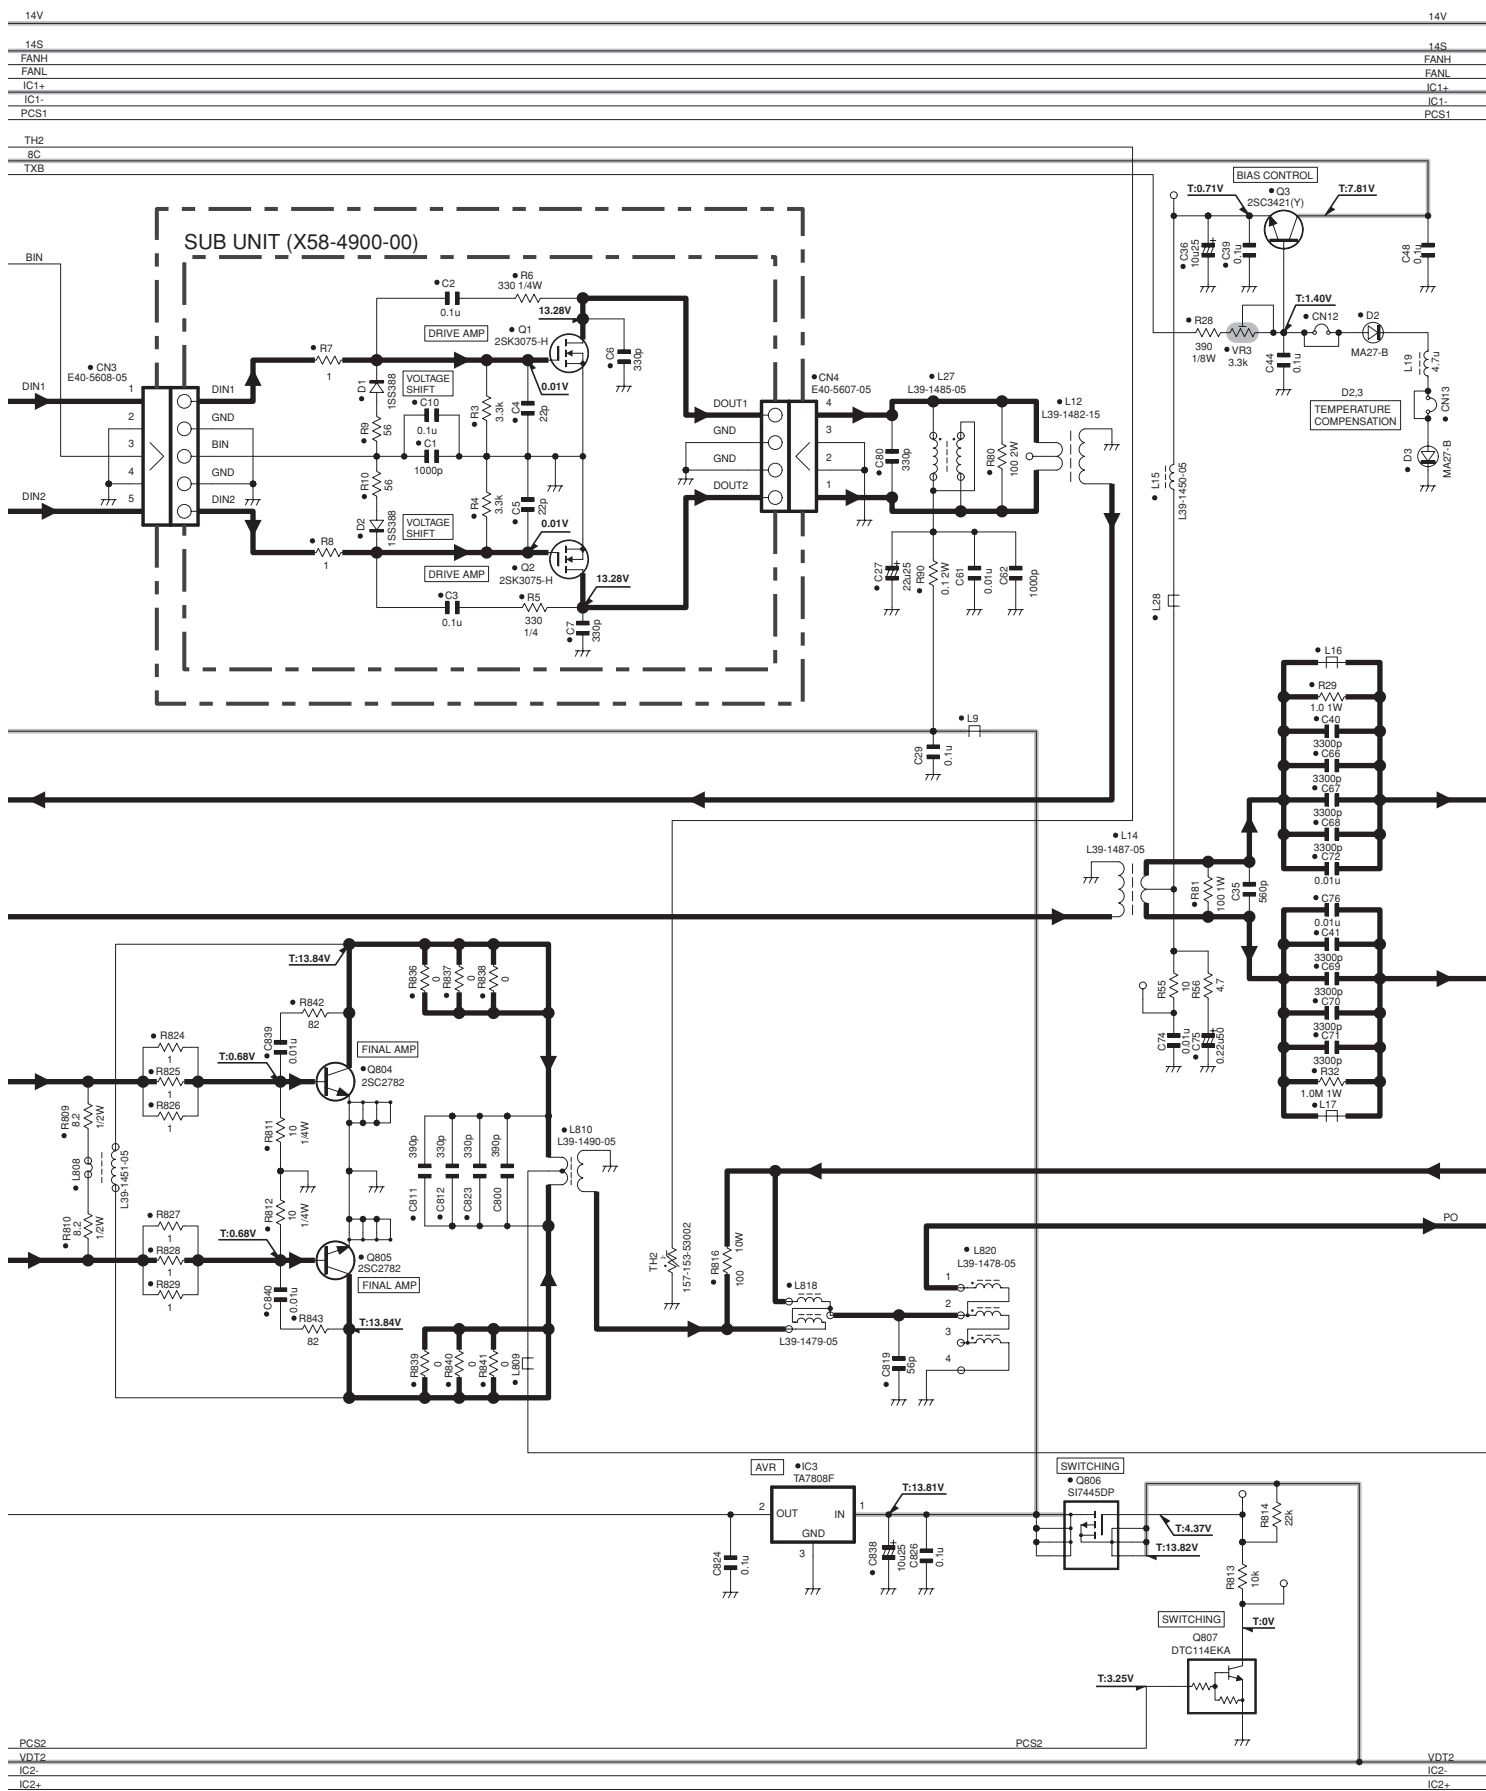 14V
14V
14S
14S
FANH
FANH
FANL
FANL
IC1+
IC1+
IC1-
IC1-
PCS1
PCS1
TH2
8C
TXB
BIAS CONTROL
T:0.71V
Q3
2SC3421(Y)
T:7.81V
C36
10u25
C39
0.1u
C48
0.1u
BIN
SUB UNIT (X58-4900-00)
C2
0.1u
R6
330 1/4W
13.28V
DRIVE AMP
Q1
2SK3075-H
C6
330p
T:1.40V
R28
390
1/8W
VR3
3.3k
C44
0.1u
CN12
D2
MA27-B
L19
4.7u
CN13
D2,3
TEMPERATURE
COMPENSATION
D3
MA27-B
CN3
E40-5608-05
R7
1
DIN1
1
DIN1
2
GND
3
BIN
4
GND
5
DIN2
DIN2
D1
1SS388
VOLTAGE
SHIFT
R9
56
C10
0.1u
C1
1000p
R3
3.3k
C4
22p
0.01V
R10
56
D2
1SS388
VOLTAGE
SHIFT
R4
3.3k
C5
22p
0.01V
R8
1
DRIVE AMP
Q2
2SK3075-H
13.28V
C3
0.1u
R5
330
1/4
C7
330p
CN4
E40-5607-05
DOUT1
4
GND
3
GND
2
DOUT2
1
L27
L39-1485-05
L12
L39-1482-15
C80
330p
R80
100 2W
C27
22u25
R90
0.1 2W
C61
0.01u
C62
1000p
L15
L39-1450-05
L28
L9
C29
0.1u
L16
R29
1.0 1W
C40
3300p
C66
3300p
C67
3300p
C68
3300p
C72
0.01u
L14
L39-1487-05
R81
100 1W
C35
560p
C76
0.01u
C41
3300p
C69
3300p
C70
3300p
C71
3300p
R32
1.0M 1W
L17
R55
10
R56
4.7
C74
0.01u
C75
0.22u50
T:13.84V
R836
0
R837
0
R838
0
R842
82
C839
0.01u
R824
1
R825
1
R826
1
T:0.68V
FINAL AMP
Q804
2SC2782
R809
8.2
1/2W
L808
L39-1451-05
R810
8.2
1/2W
R811
10
1/4W
R812
10
1/4W
390p
330p
330p
390p
C811
C812
C823
C800
L810
L39-1490-05
R827
1
R828
1
R829
1
T:0.68V
Q805
2SC2782
FINAL AMP
C840
0.01u
R843
82
T:13.84V
R839
0
R840
0
R841
0
L809
TH2
157-153-53002
R816
100
10W
PO
L818
L39-1479-05
L820
L39-1478-05
1
2
3
4
C819
56p
AVR
IC3
TA7808F
2
OUT
IN
1
GND
3
T:13.81V
C824
0.1u
C838
10u25
C826
0.1u
SWITCHING
Q806
SI7445DP
T:4.37V
T:13.82V
R814
22k
R813
10k
SWITCHING
T:0V
Q807
DTC114EKA
T:3.25V
PCS2
PCS2
VDT2
VDT2
IC2-
IC2-
IC2+
IC2+